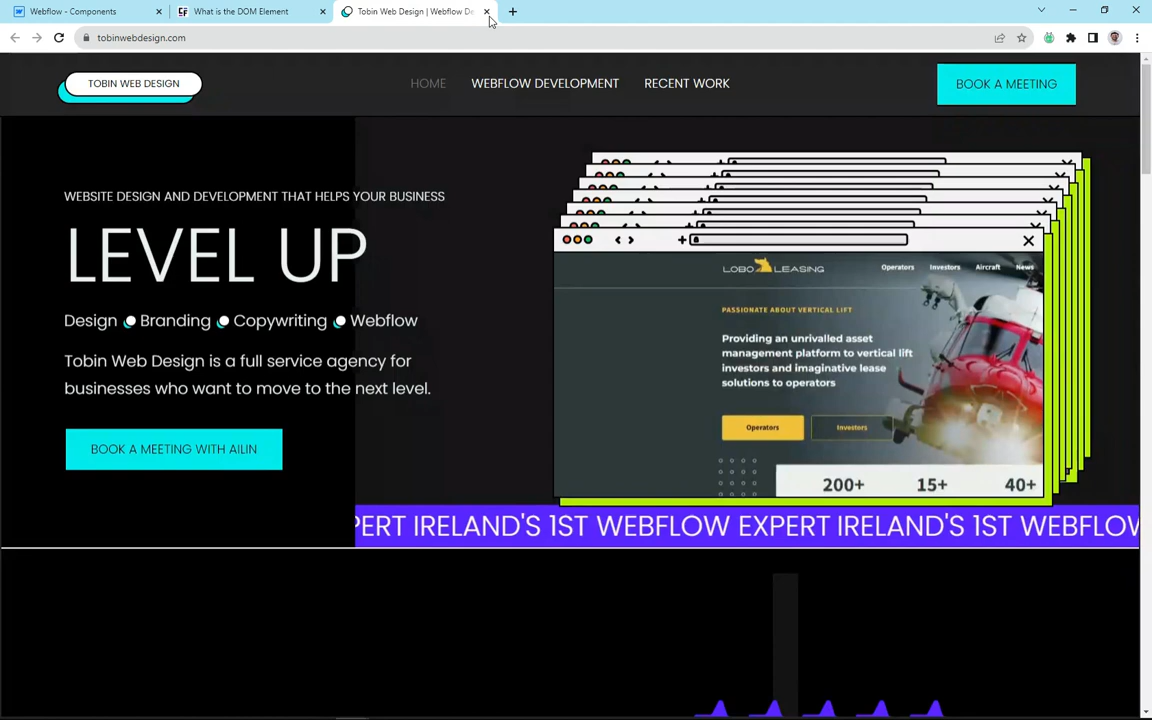 Webflow - Components
What is the DOM Element
Tobin Web Design | Webflow De
tobinwebdesign.com
TOBIN WEB DESIGN
HOME
WEBFLOW DEVELOPMENT
RECENT WORK
BOOK A MEETING
WEBSITE DESIGN AND DEVELOPMENT THAT HELPS YOUR BUSINESS
LEVEL UP
Design Branding Copywriting Webflow
Tobin Web Design is a full service agency for
businesses who want to move to the next level.
BOOK A MEETING WITH AILIN
LOBO LEASING
Operators Investors Aircraft News
PASSIONATE ABOUT VERTICAL LIFT
Providing an unrivalled asset
management platform to vertical lift
investors and imaginative lease
solutions to operators
Operators
Investors
200+ 15+ 40+
PERT IRELAND'S 1ST WEBFLOW EXPERT IRELAND'S 1ST WEBFLOW